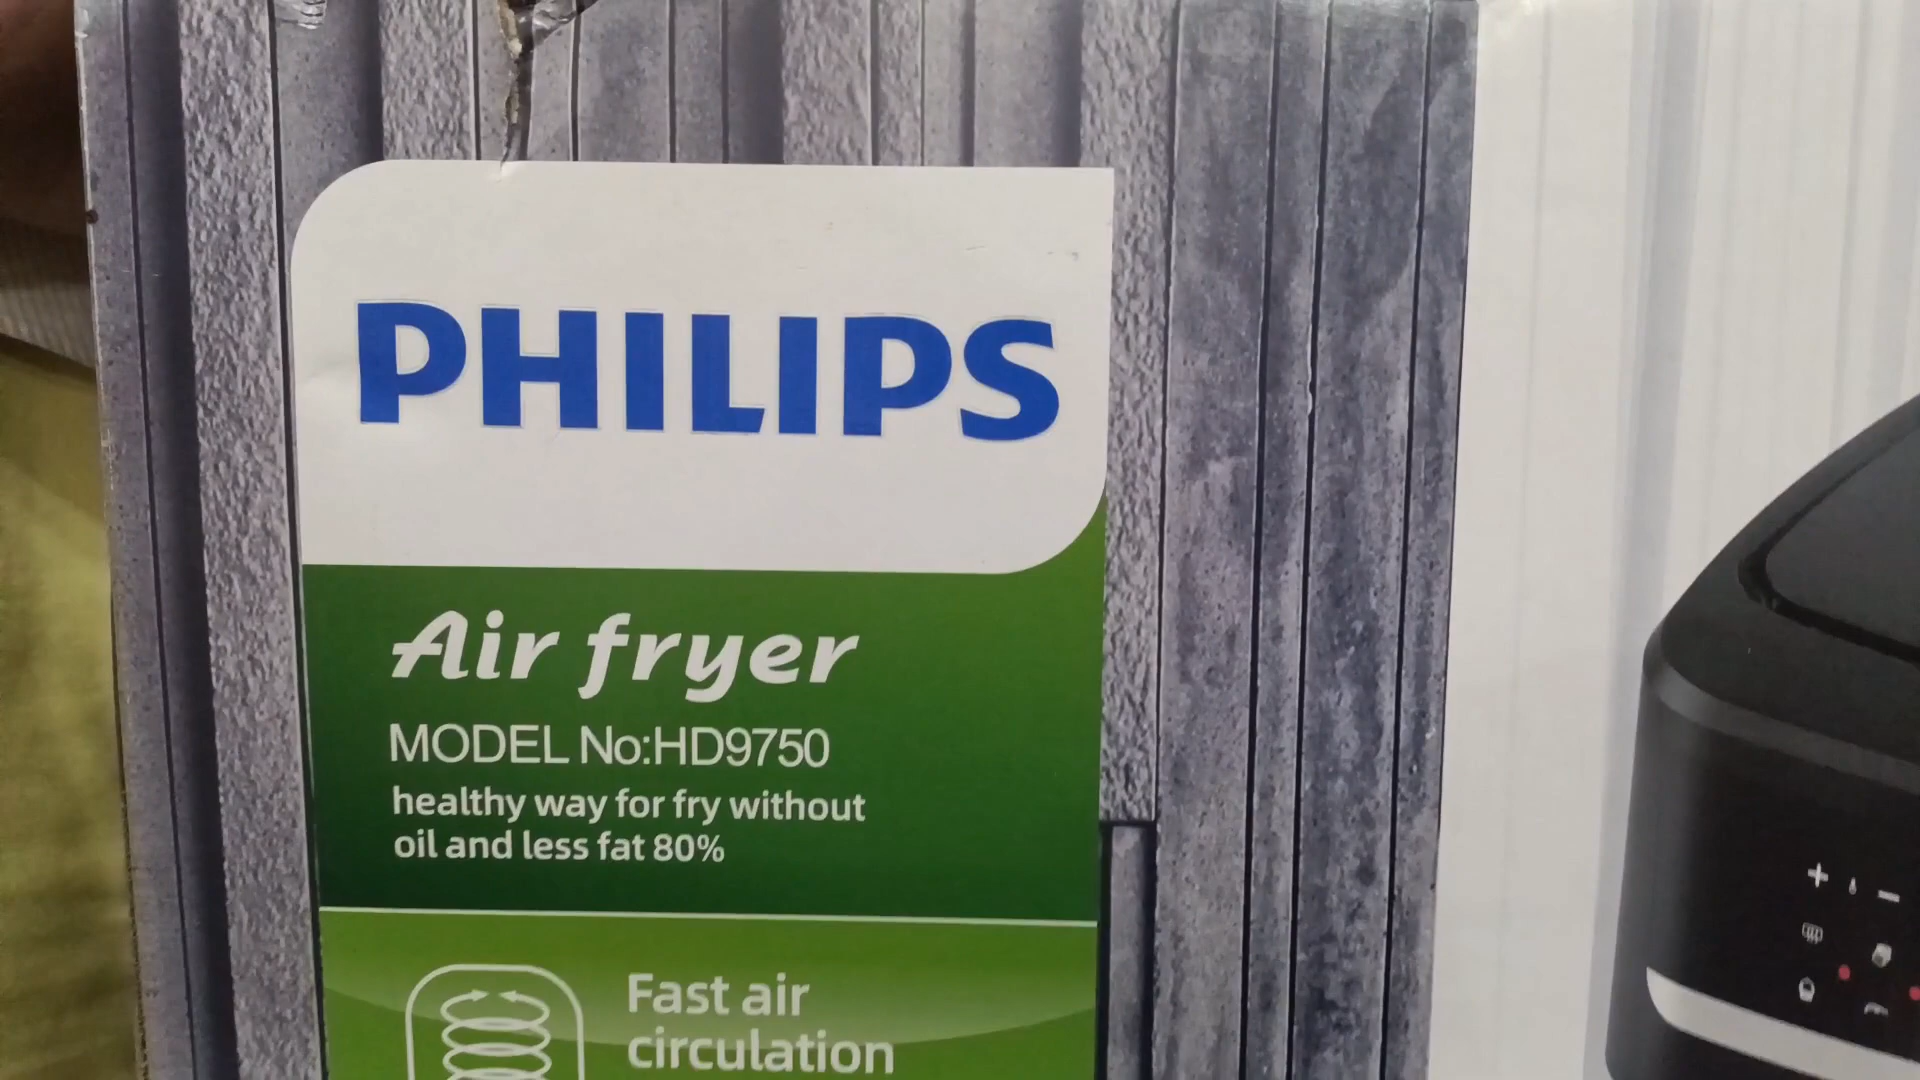 PHILIPS
Air fryer
MODEL No:HD9750
healthy way for fry without
oil and less fat 80%
Fast air
circulation